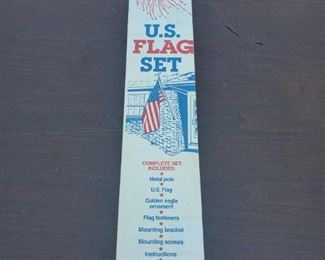 U.S.
FLAG
SET
COMPLETE SET
INCLUDES:
Metal pole
U.S. Flag
Golden eagle
ornament
Flag fasteners
Mounting bracket
Mounting screws
Instructions